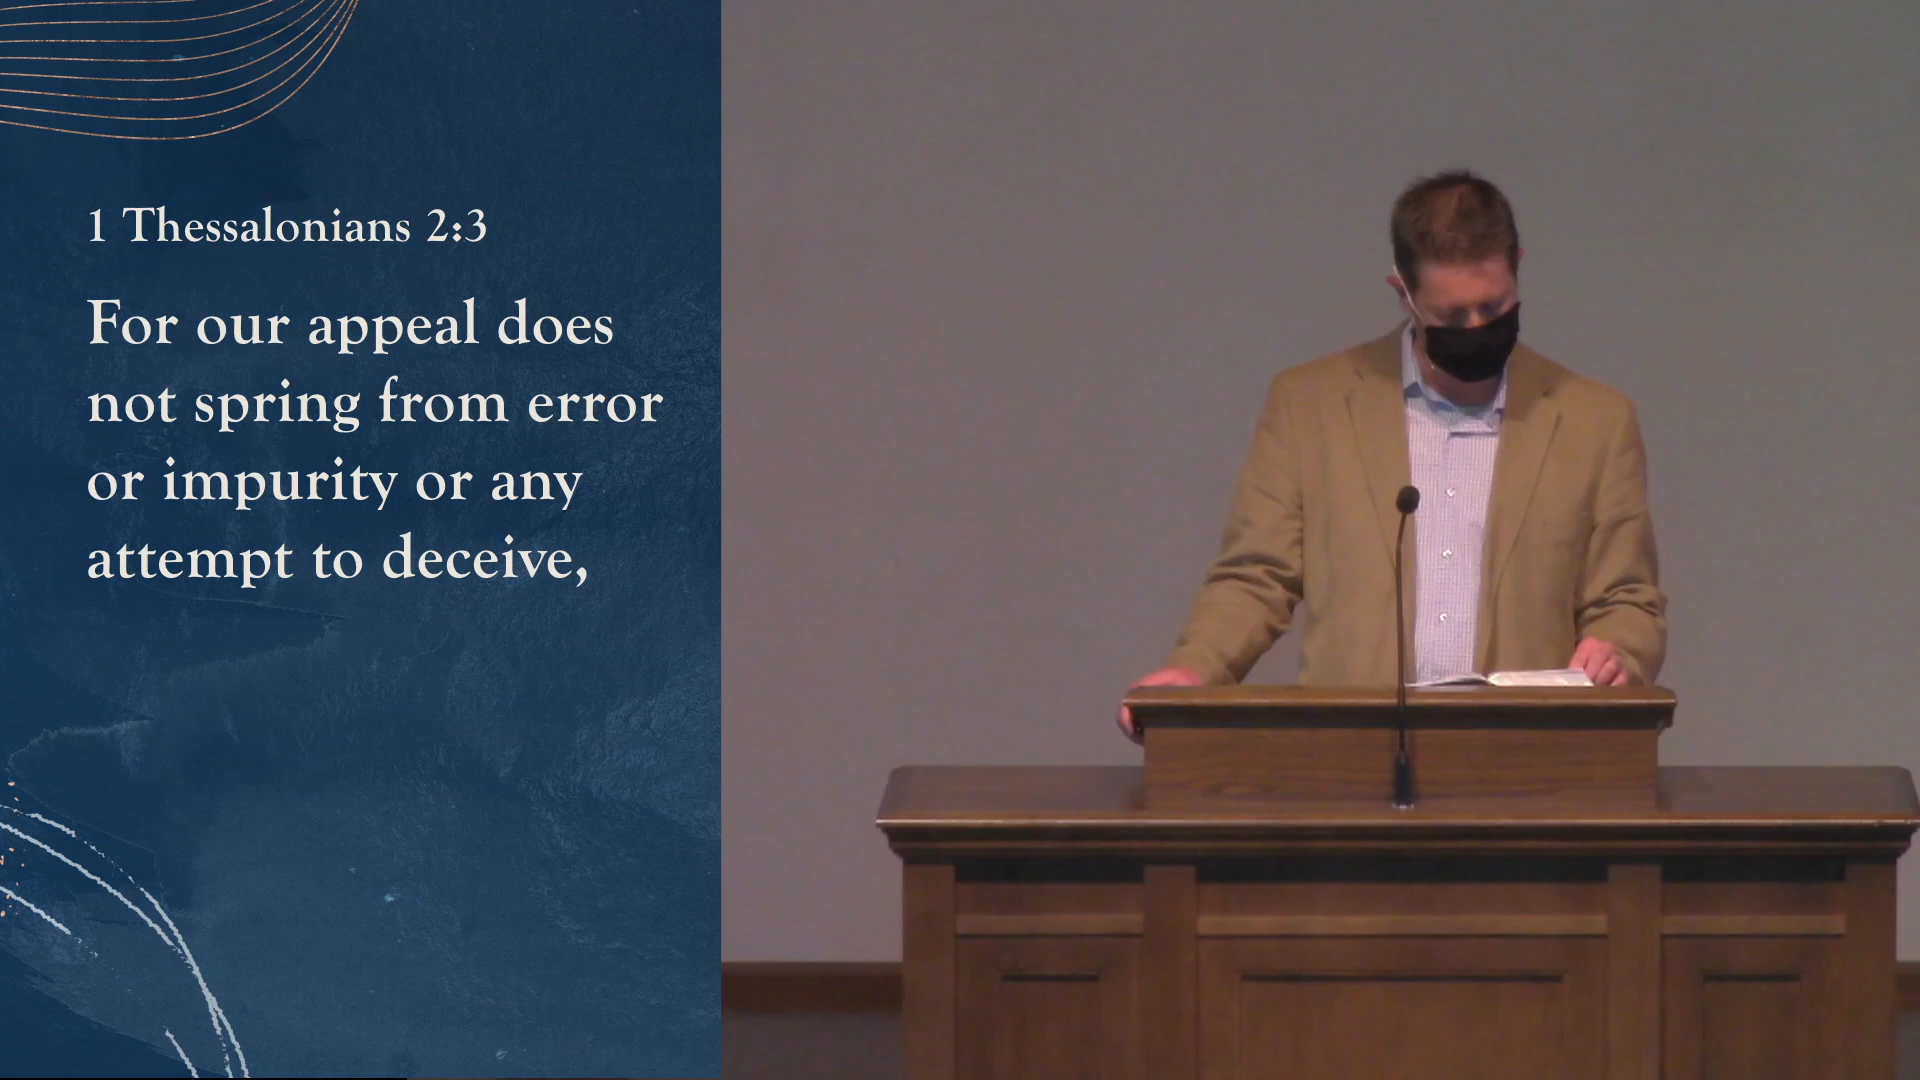 1 Thessalonians 2:3
For our appeal does
not spring from error
or impurity or any
attempt to deceive,